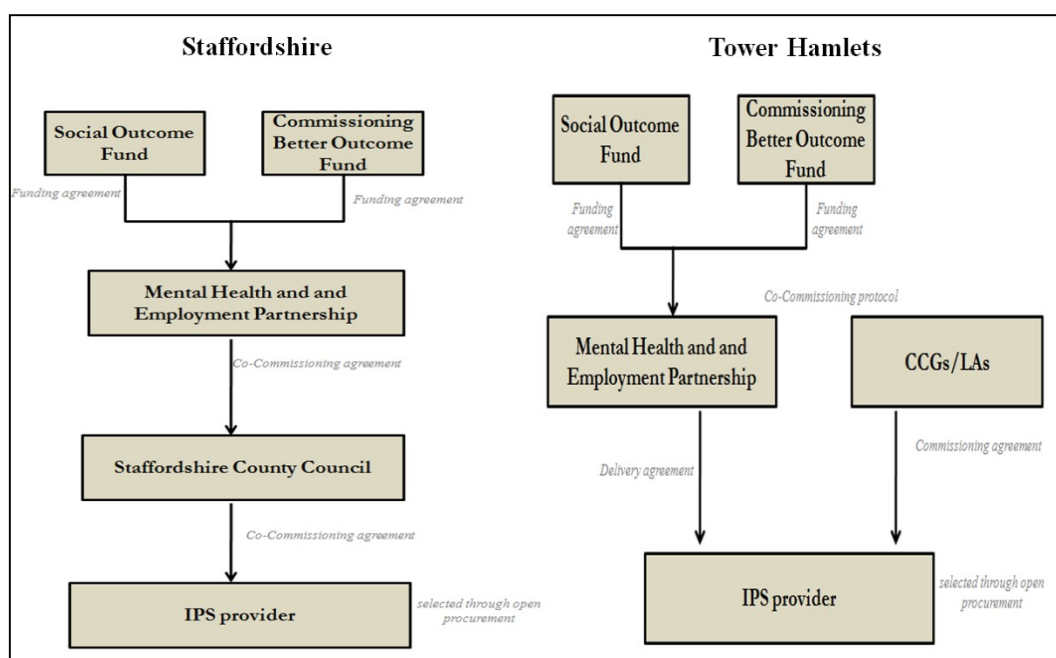 Staffordshire
Social Outcome
Fund
Commissioning
Better Outcome
Fund
Funding agreement
Funding agreement
Mental Health and and
Employment Partnership
Co-Commissioning agreement
Staffordshire County Council
Co-Commissioning agreement
IPS provider
selected through open
procurement
Tower Hamlets
Social Outcome
Fund
Commissioning
Better Outcome
Fund
Funding
agreement
Funding
agreement
Co-Commissioning protocol
Mental Health and and
Employment Partnership
CCGs/LAs
Delivery agreement
Commissioning agreement
IPS provider
selected through open
procurement